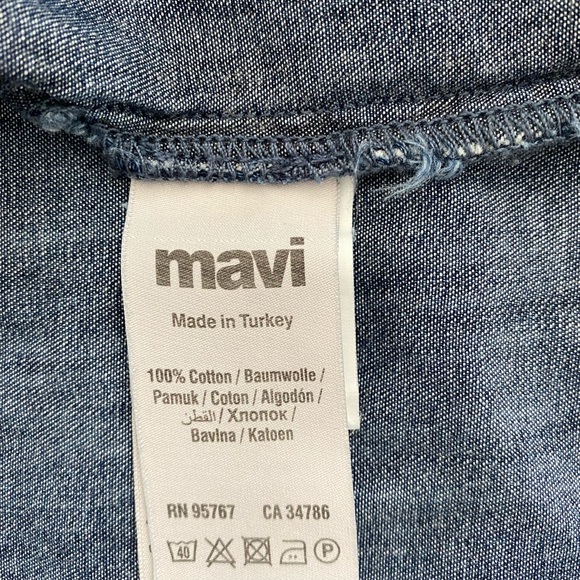 mavi
Made in Turkey
100% Cotton / Baumwolle /
Pamuk / Coton / Algodón /
القطن / Хлопок /
Bavlna / Katoen
RN 95767 CA 34786
40 P